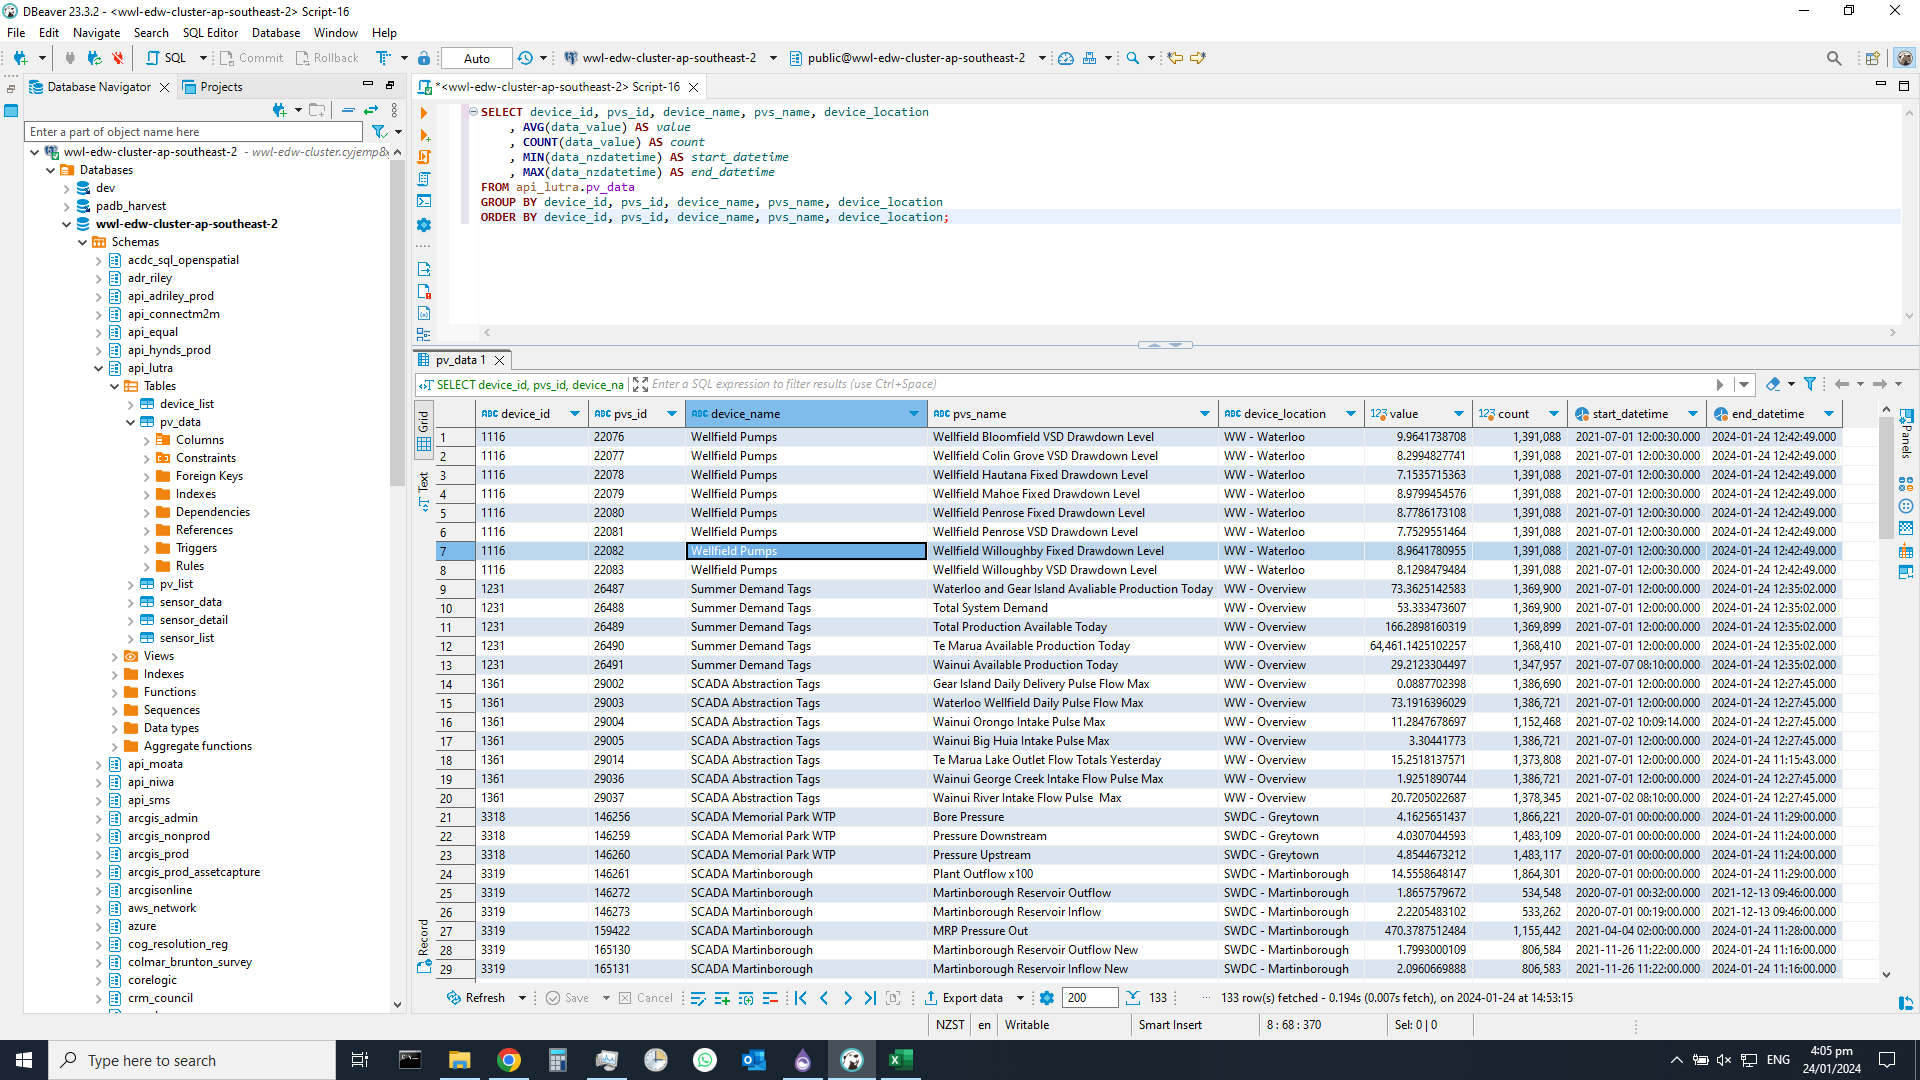 DBeaver 23.3.2 - <wwl-edw-cluster-ap-southeast-2> Script-16
File Edit Navigate Search SQL Editor Database Window Help
SQL Commit Rollback Auto wwl-edw-cluster-ap-southeast-2 public@wwl-edw-cluster-ap-southeast-2
Database Navigator Projects
Enter a part of object name here
wwl-edw-cluster-ap-southeast-2 - wwl-edw-cluster.cyjemp8x
Databases
dev
padb_harvest
wwl-edw-cluster-ap-southeast-2
Schemas
acdc_sql_openspatial
adr_riley
api_adriley_prod
api_connectm2m
api_equal
api_hynds_prod
api_lutra
Tables
device_list
pv_data
Columns
Constraints
Foreign Keys
Indexes
Dependencies
References
Triggers
Rules
pv_list
sensor_data
sensor_detail
sensor_list
Views
Indexes
Functions
Sequences
Data types
Aggregate functions
api_moata
api_niwa
api_sms
arcgis_admin
arcgis_nonprod
arcgis_prod
arcgis_prod_assetcapture
arcgisonline
aws_network
azure
cog_resolution_reg
colmar_brunton_survey
corelogic
crm_council
*<wwl-edw-cluster-ap-southeast-2> Script-16
SELECT device_id, pvs_id, device_name, pvs_name, device_location
, AVG(data_value) AS value
, COUNT(data_value) AS count
, MIN(data_nzdatetime) AS start_datetime
, MAX(data_nzdatetime) AS end_datetime
FROM api_lutra.pv_data
GROUP BY device_id, pvs_id, device_name, pvs_name, device_location
ORDER BY device_id, pvs_id, device_name, pvs_name, device_location;
pv_data 1
SELECT device_id, pvs_id, device_na Enter a SQL expression to filter results (use Ctrl+Space)
Grid
Text
Record
Panels
ABC device_id ABC pvs_id ABC device_name ABC pvs_name ABC device_location 123 value 123 count start_datetime end_datetime
1 1116 22076 Wellfield Pumps Wellfield Bloomfield VSD Drawdown Level WW - Waterloo 9.9641738708 1,391,088 2021-07-01 12:00:30.000 2024-01-24 12:42:49.000
2 1116 22077 Wellfield Pumps Wellfield Colin Grove VSD Drawdown Level WW - Waterloo 8.2994827741 1,391,088 2021-07-01 12:00:30.000 2024-01-24 12:42:49.000
3 1116 22078 Wellfield Pumps Wellfield Hautana Fixed Drawdown Level WW - Waterloo 7.1535715363 1,391,088 2021-07-01 12:00:30.000 2024-01-24 12:42:49.000
4 1116 22079 Wellfield Pumps Wellfield Mahoe Fixed Drawdown Level WW - Waterloo 8.9799454576 1,391,088 2021-07-01 12:00:30.000 2024-01-24 12:42:49.000
5 1116 22080 Wellfield Pumps Wellfield Penrose Fixed Drawdown Level WW - Waterloo 8.7786173108 1,391,088 2021-07-01 12:00:30.000 2024-01-24 12:42:49.000
6 1116 22081 Wellfield Pumps Wellfield Penrose VSD Drawdown Level WW - Waterloo 7.7529551464 1,391,088 2021-07-01 12:00:30.000 2024-01-24 12:42:49.000
7 1116 22082 Wellfield Pumps Wellfield Willoughby Fixed Drawdown Level WW - Waterloo 8.9641780955 1,391,088 2021-07-01 12:00:30.000 2024-01-24 12:42:49.000
8 1116 22083 Wellfield Pumps Wellfield Willoughby VSD Drawdown Level WW - Waterloo 8.1298479484 1,391,088 2021-07-01 12:00:30.000 2024-01-24 12:42:49.000
9 1231 26487 Summer Demand Tags Waterloo and Gear Island Avaliable Production Today WW - Overview 73.3625142583 1,369,900 2021-07-01 12:00:00.000 2024-01-24 12:35:02.000
10 1231 26488 Summer Demand Tags Total System Demand WW - Overview 53.333473607 1,369,900 2021-07-01 12:00:00.000 2024-01-24 12:35:02.000
11 1231 26489 Summer Demand Tags Total Production Available Today WW - Overview 166.2898160319 1,369,899 2021-07-01 12:00:00.000 2024-01-24 12:35:02.000
12 1231 26490 Summer Demand Tags Te Marua Available Production Today WW - Overview 64,461.1425102257 1,368,410 2021-07-01 12:00:00.000 2024-01-24 12:35:02.000
13 1231 26491 Summer Demand Tags Wainui Available Production Today WW - Overview 29.2123304497 1,347,957 2021-07-07 08:10:00.000 2024-01-24 12:35:02.000
14 1361 29002 SCADA Abstraction Tags Gear Island Daily Delivery Pulse Flow Max WW - Overview 0.0887702398 1,386,690 2021-07-01 12:00:00.000 2024-01-24 12:27:45.000
15 1361 29003 SCADA Abstraction Tags Waterloo Wellfield Daily Pulse Flow Max WW - Overview 73.1916396029 1,386,721 2021-07-01 12:00:00.000 2024-01-24 12:27:45.000
16 1361 29004 SCADA Abstraction Tags Wainui Orongo Intake Pulse Max WW - Overview 11.2847678697 1,152,468 2021-07-02 10:09:14.000 2024-01-24 12:27:45.000
17 1361 29005 SCADA Abstraction Tags Wainui Big Huia Intake Pulse Max WW - Overview 3.30441773 1,386,721 2021-07-01 12:00:00.000 2024-01-24 12:27:45.000
18 1361 29014 SCADA Abstraction Tags Te Marua Lake Outlet Flow Totals Yesterday WW - Overview 15.2518137571 1,373,808 2021-07-01 12:00:00.000 2024-01-24 11:15:43.000
19 1361 29036 SCADA Abstraction Tags Wainui George Creek Intake Flow Pulse Max WW - Overview 1.9251890744 1,386,721 2021-07-01 12:00:00.000 2024-01-24 12:27:45.000
20 1361 29037 SCADA Abstraction Tags Wainui River Intake Flow Pulse  Max WW - Overview 20.7205022687 1,378,345 2021-07-02 08:10:00.000 2024-01-24 12:27:45.000
21 3318 146256 SCADA Memorial Park WTP Bore Pressure SWDC - Greytown 4.1625651437 1,866,221 2020-07-01 00:00:00.000 2024-01-24 11:29:00.000
22 3318 146259 SCADA Memorial Park WTP Pressure Downstream SWDC - Greytown 4.0307044593 1,483,109 2020-07-01 00:00:00.000 2024-01-24 11:24:00.000
23 3318 146260 SCADA Memorial Park WTP Pressure Upstream SWDC - Greytown 4.8544673212 1,483,117 2020-07-01 00:00:00.000 2024-01-24 11:24:00.000
24 3319 146261 SCADA Martinborough Plant Outflow x100 SWDC - Martinborough 14.5558648147 1,864,301 2020-07-01 00:00:00.000 2024-01-24 11:29:00.000
25 3319 146272 SCADA Martinborough Martinborough Reservoir Outflow SWDC - Martinborough 1.8657579672 534,548 2020-07-01 00:32:00.000 2021-12-13 09:46:00.000
26 3319 146273 SCADA Martinborough Martinborough Reservoir Inflow SWDC - Martinborough 2.2205483102 533,262 2020-07-01 00:19:00.000 2021-12-13 09:46:00.000
27 3319 159422 SCADA Martinborough MRP Pressure Out SWDC - Martinborough 470.3787512484 1,155,442 2021-04-04 02:00:00.000 2024-01-24 11:28:00.000
28 3319 165130 SCADA Martinborough Martinborough Reservoir Outflow New SWDC - Martinborough 1.7993000109 806,584 2021-11-26 11:22:00.000 2024-01-24 11:16:00.000
29 3319 165131 SCADA Martinborough Martinborough Reservoir Inflow New SWDC - Martinborough 2.0960669888 806,583 2021-11-26 11:22:00.000 2024-01-24 11:16:00.000
Refresh Save Cancel Export data 200 133 133 row(s) fetched - 0.194s (0.007s fetch), on 2024-01-24 at 14:53:15
NZST en Writable Smart Insert 8 : 68 : 370 Sel: 0 | 0
Type here to search ENG 4:05 pm
24/01/2024